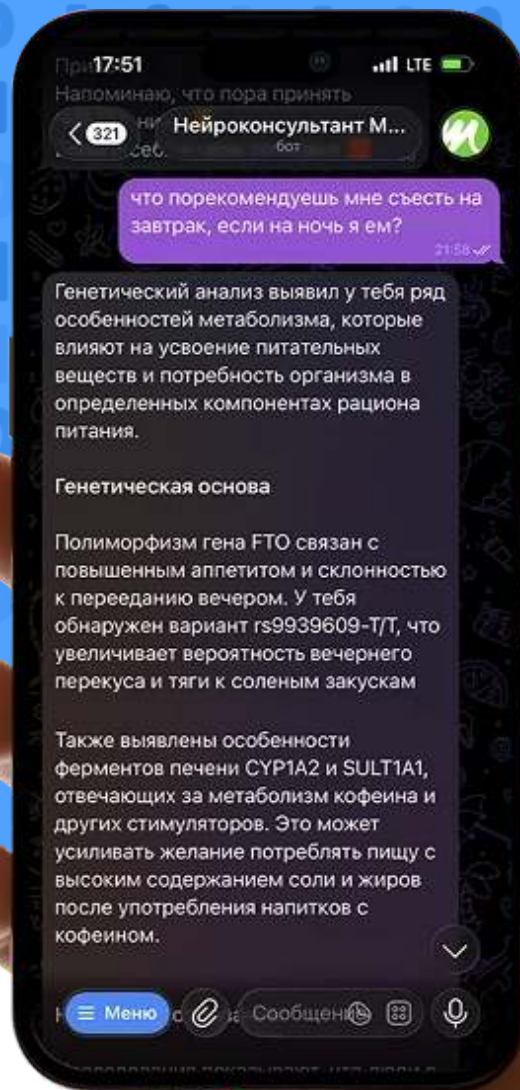 17:51
LTE
Напоминаю, что пора принять
321
Нейроконсультант М...
бот
что порекомендуешь мне съесть на
завтрак, если на ночь я ем?
21:58
Генетический анализ выявил у тебя ряд
особенностей метаболизма, которые
влияют на усвоение питательных
веществ и потребность организма в
определенных компонентах рациона
питания.
Генетическая основа
Полиморфизм гена FTO связан с
повышенным аппетитом и склонностью
к перееданию вечером. У тебя
обнаружен вариант rs9939609-T/T, что
увеличивает вероятность вечернего
перекуса и тяги к соленым закускам
Также выявлены особенности
ферментов печени CYP1A2 и SULT1A1,
отвечающих за метаболизм кофеина и
других стимуляторов. Это может
усиливать желание потреблять пищу с
высоким содержанием соли и жиров
после употребления напитков с
кофеином.
Меню
Сообщение